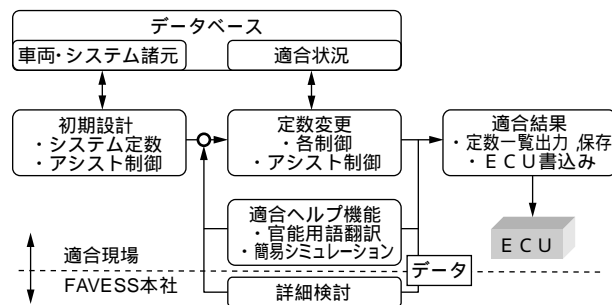 データベース
車両・システム諸元
適合状況
初期設計
・システム定数
・アシスト制御
定数変更
・各制御
・アシスト制御
適合結果
・定数一覧出力,保存
・ECU書込み
適合ヘルプ機能
・官能用語翻訳
・簡易シミュレーション
ECU
適合現場
データ
FAVESS本社
詳細検討